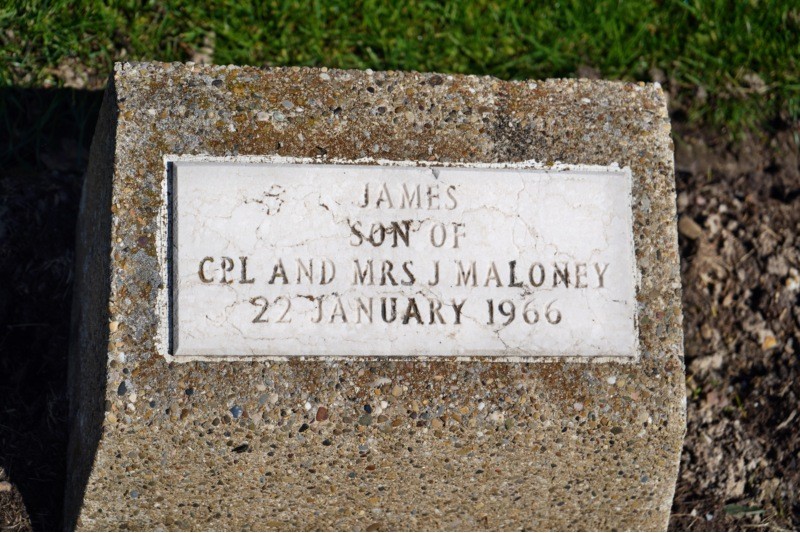 JAMES
SON OF
CPL AND MRS J MALONEY
22 JANUARY 1966